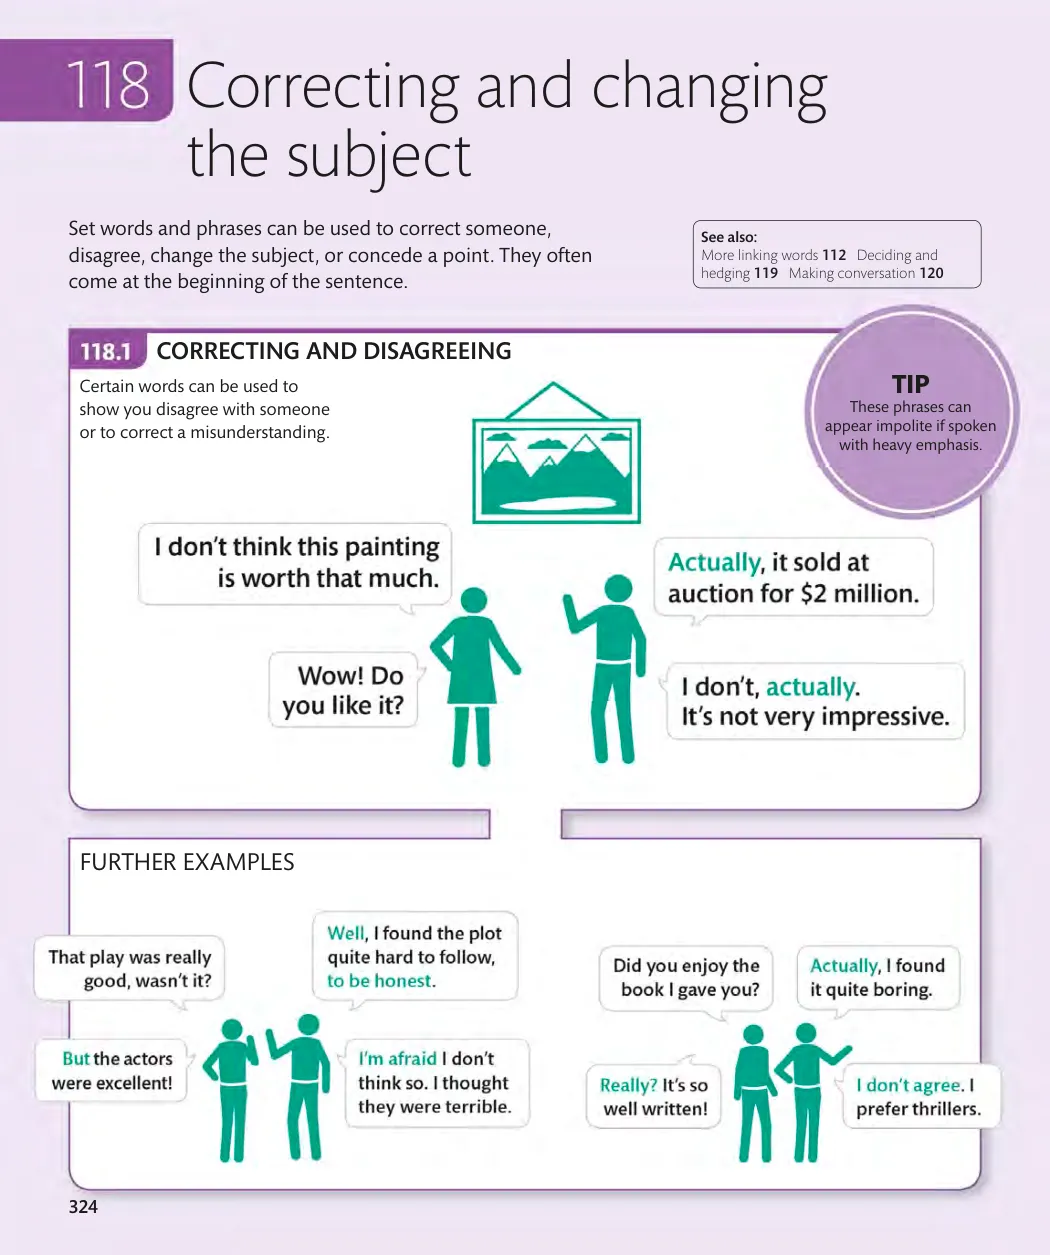 118
Correcting and changing
the subject
Set words and phrases can be used to correct someone,
disagree, change the subject, or concede a point. They often
come at the beginning of the sentence.
See also:
More linking words 112 Deciding and
hedging 119 Making conversation 120
118.1 CORRECTING AND DISAGREEING
Certain words can be used to
show you disagree with someone
or to correct a misunderstanding.
TIP
These phrases can
appear impolite if spoken
with heavy emphasis.
I don't think this painting
is worth that much.
Actually, it sold at
auction for $2 million.
Wow! Do
you like it?
I don't, actually.
It's not very impressive.
FURTHER EXAMPLES
That play was really
good, wasn't it?
Well, I found the plot
quite hard to follow,
to be honest.
But the actors
were excellent!
I'm afraid I don't
think so. I thought
they were terrible.
Did you enjoy the
book I gave you?
Actually, I found
it quite boring.
Really? It's so
well written!
I don't agree. I
prefer thrillers.
324